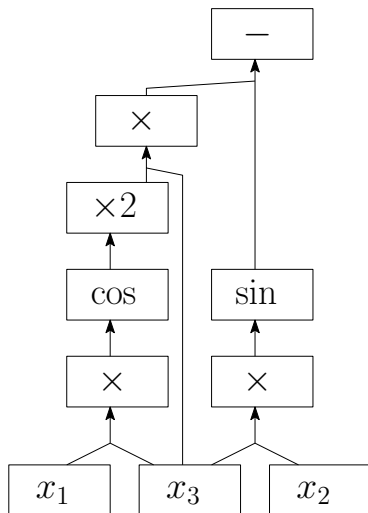 −
×
×2
cos sin
× ×
x₁ x₃ x₂